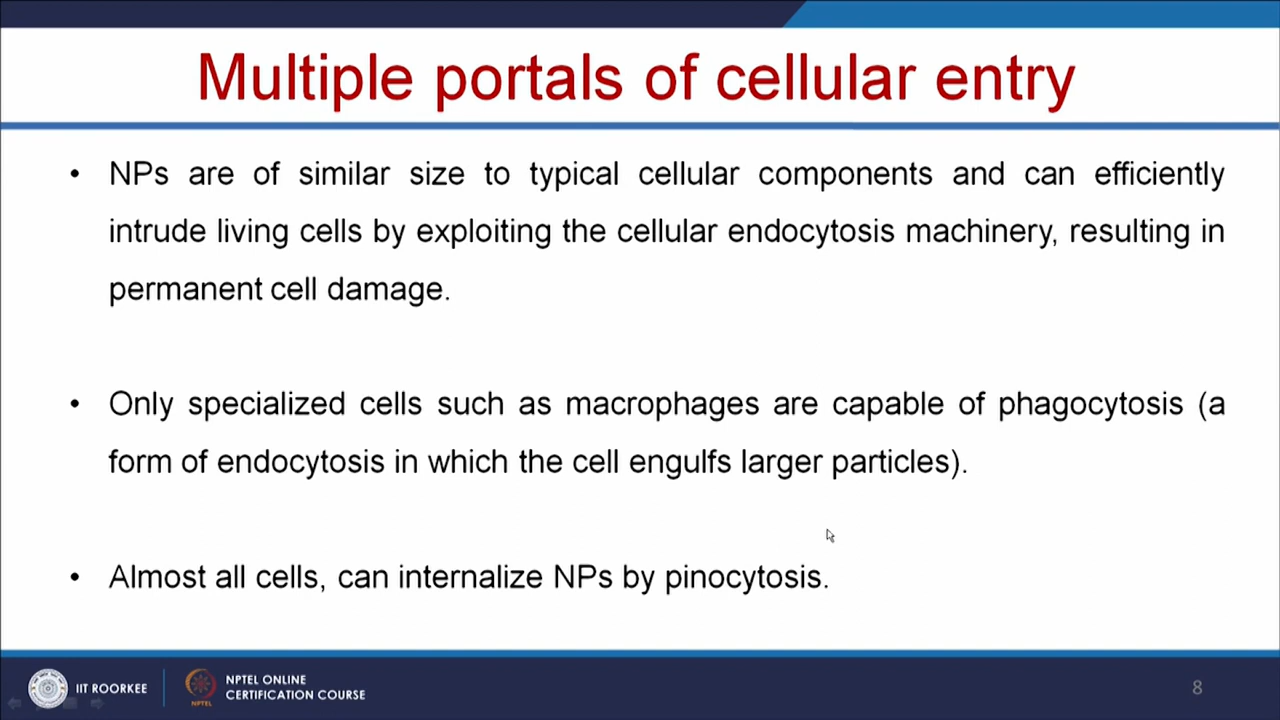 Multiple portals of cellular entry
• NPs are of similar size to typical cellular components and can efficiently
intrude living cells by exploiting the cellular endocytosis machinery, resulting in
permanent cell damage.
• Only specialized cells such as macrophages are capable of phagocytosis (a
form of endocytosis in which the cell engulfs larger particles).
• Almost all cells, can internalize NPs by pinocytosis.
IIT ROORKEE
NPTEL
NPTEL ONLINE
CERTIFICATION COURSE
8